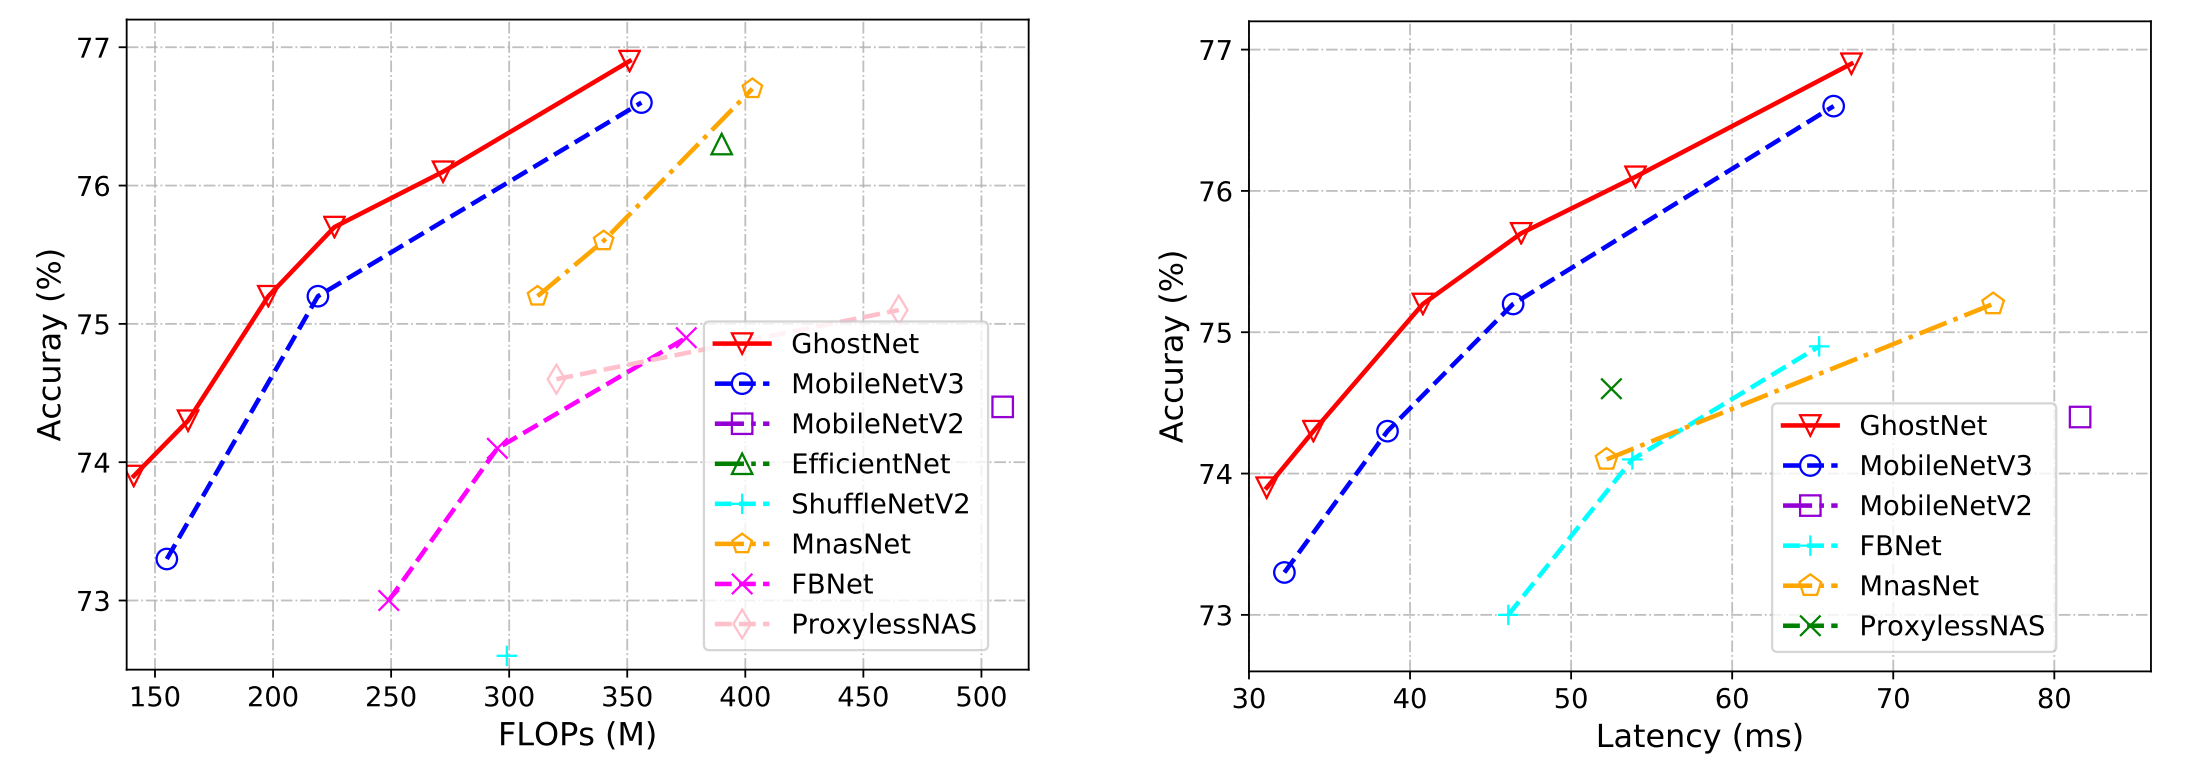 77
76
75
74
73
Accuray (%)
150 200 250 300 350 400 450 500
FLOPs (M)
GhostNet
MobileNetV3
MobileNetV2
EfficientNet
ShuffleNetV2
MnasNet
FBNet
ProxylessNAS
77
76
75
74
73
Accuray (%)
30 40 50 60 70 80
Latency (ms)
GhostNet
MobileNetV3
MobileNetV2
FBNet
MnasNet
ProxylessNAS